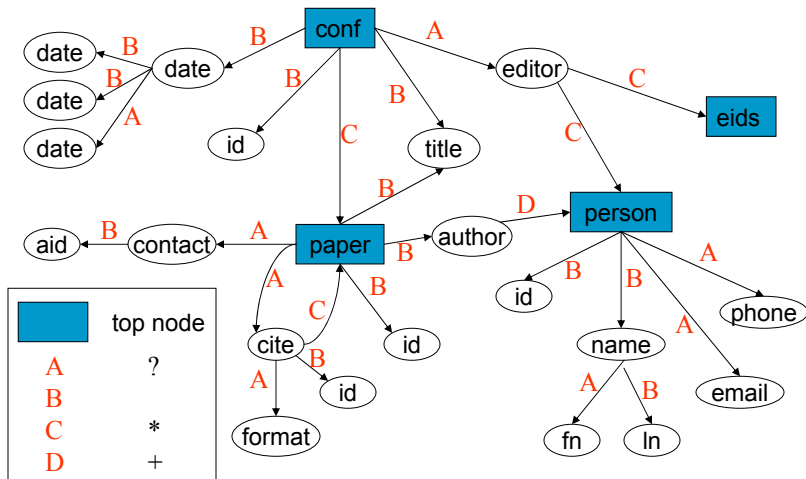 conf
A
B
date
B
date
editor
B
B
B
C
date
A
C
eids
date
id
title
C
B
D
person
aid
B
contact
A
paper
B
author
A
C
B
id
B
B
A
phone
top node
cite
B
id
name
A
A
?
A
id
email
B
A
B
C
*
format
fn
ln
D
+